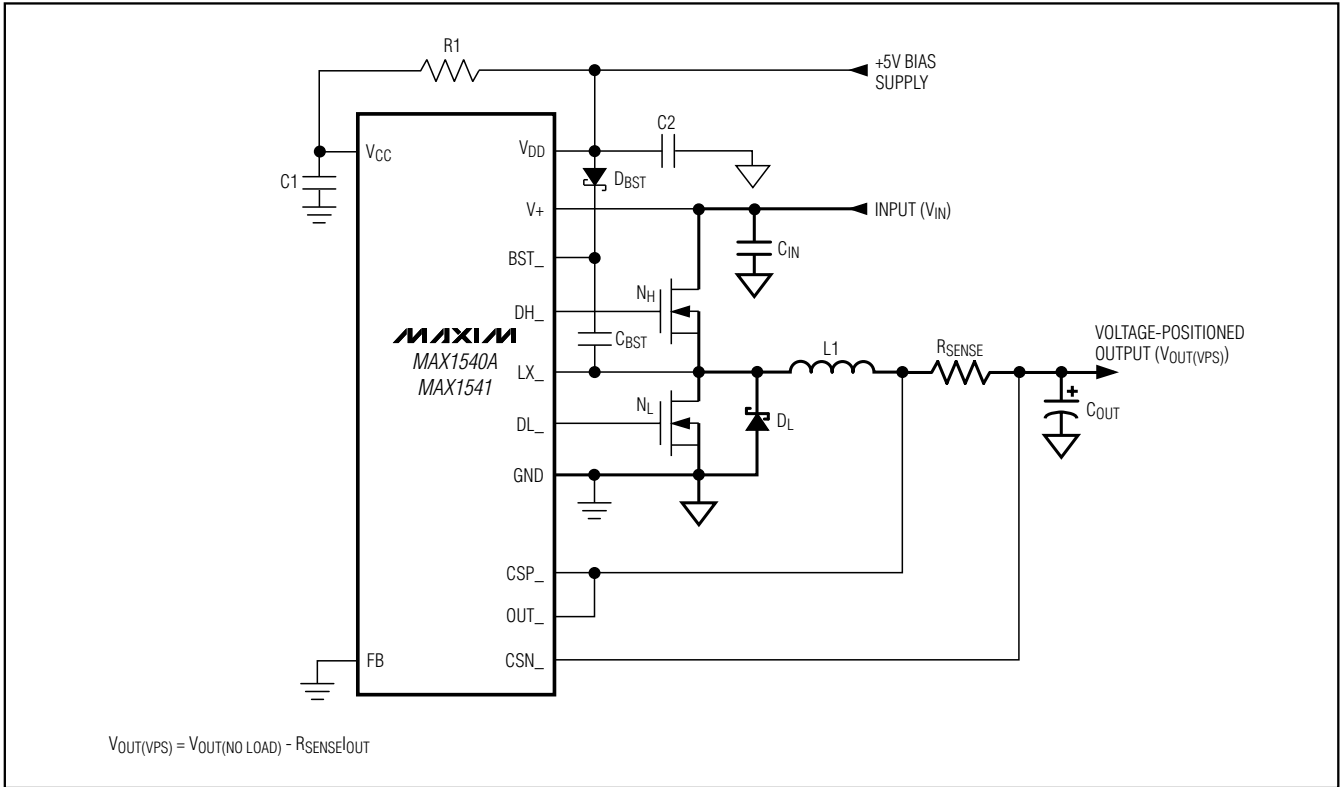 R1
+5V BIAS
SUPPLY
C2
VCC
VDD
C1
DBST
V+
INPUT (VIN)
CIN
BST_
NH
DH_
MAXIM
MAX1540A
MAX1541
CBST
VOLTAGE-POSITIONED
OUTPUT (VOUT(VPS))
L1
RSENSE
LX_
NL
DL
+
COUT
DL_
GND
CSP_
OUT_
FB
CSN_
VOUT(VPS) = VOUT(NO LOAD) - RSENSEIOUT